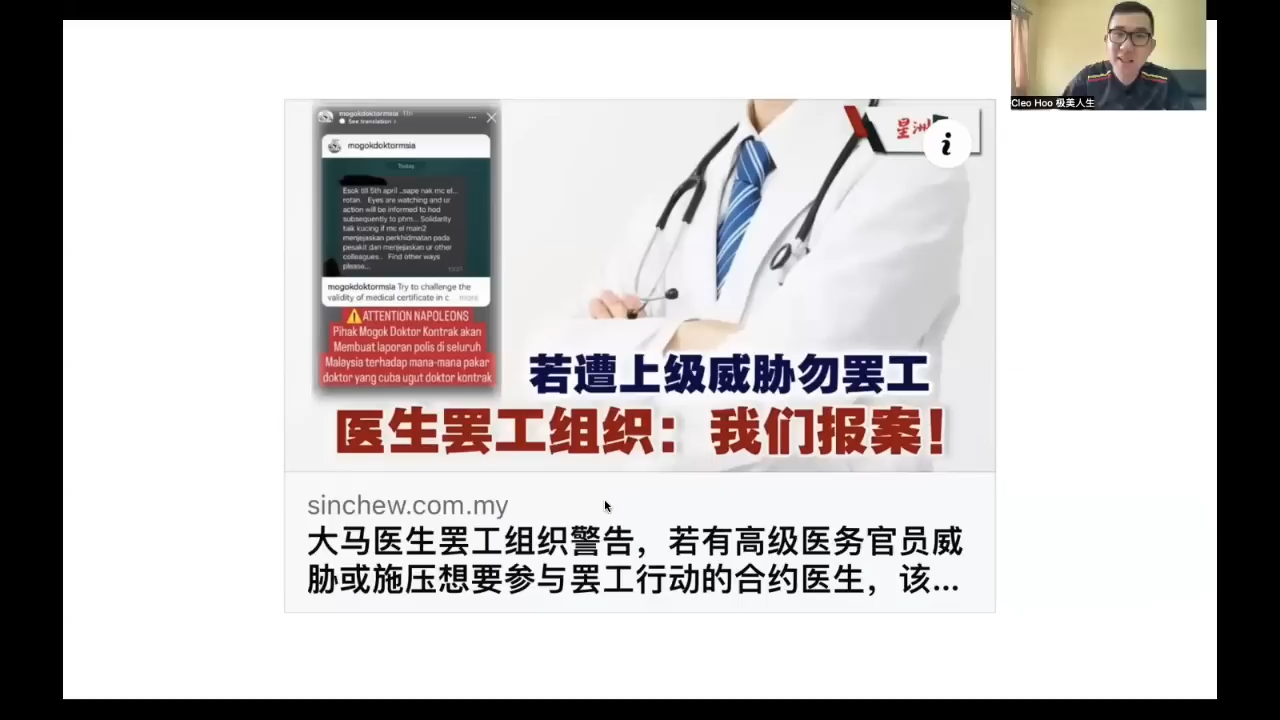 Cleo Hoo 极美人生
mogokdoktormsia 11h
See translation >
mogokdoktormsia
Today
Esok till 5th april ..sape nak mc el...
rotan. Eyes are watching and ur
action will be informed to hod
subsequently to phm... Solidarity
taik kucing if mc el main2
menjejaskan perkhidmatan pada
pesakit dan menjejaskan ur other
colleagues.. Find other ways
please...
mogokdoktormsia Try to challenge the
validity of medical certificate in c more
⚠️ATTENTION NAPOLEONS
Pihak Mogok Doktor Kontrak akan
Membuat laporan polis di seluruh
Malaysia terhadap mana-mana pakar
doktor yang cuba ugut doktor kontrak
星洲
i
若遭上级威胁勿罢工
医生罢工组织：我们报案！
sinchew.com.my
大马医生罢工组织警告，若有高级医务官员威
胁或施压想要参与罢工行动的合约医生，该...